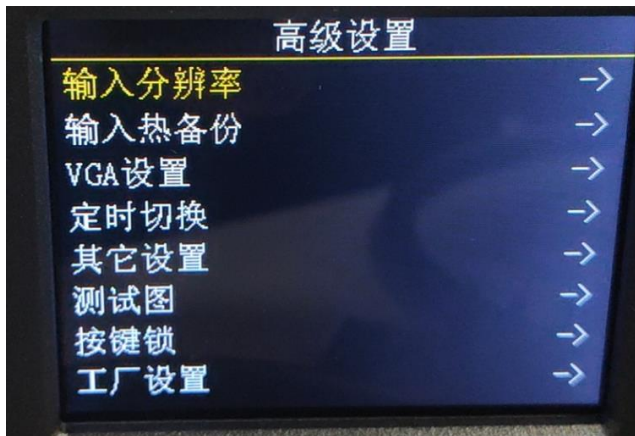 高级设置
输入分辨率 ->
输入热备份 ->
VGA设置 ->
定时切换 ->
其它设置 ->
测试图 ->
按键锁 ->
工厂设置 ->